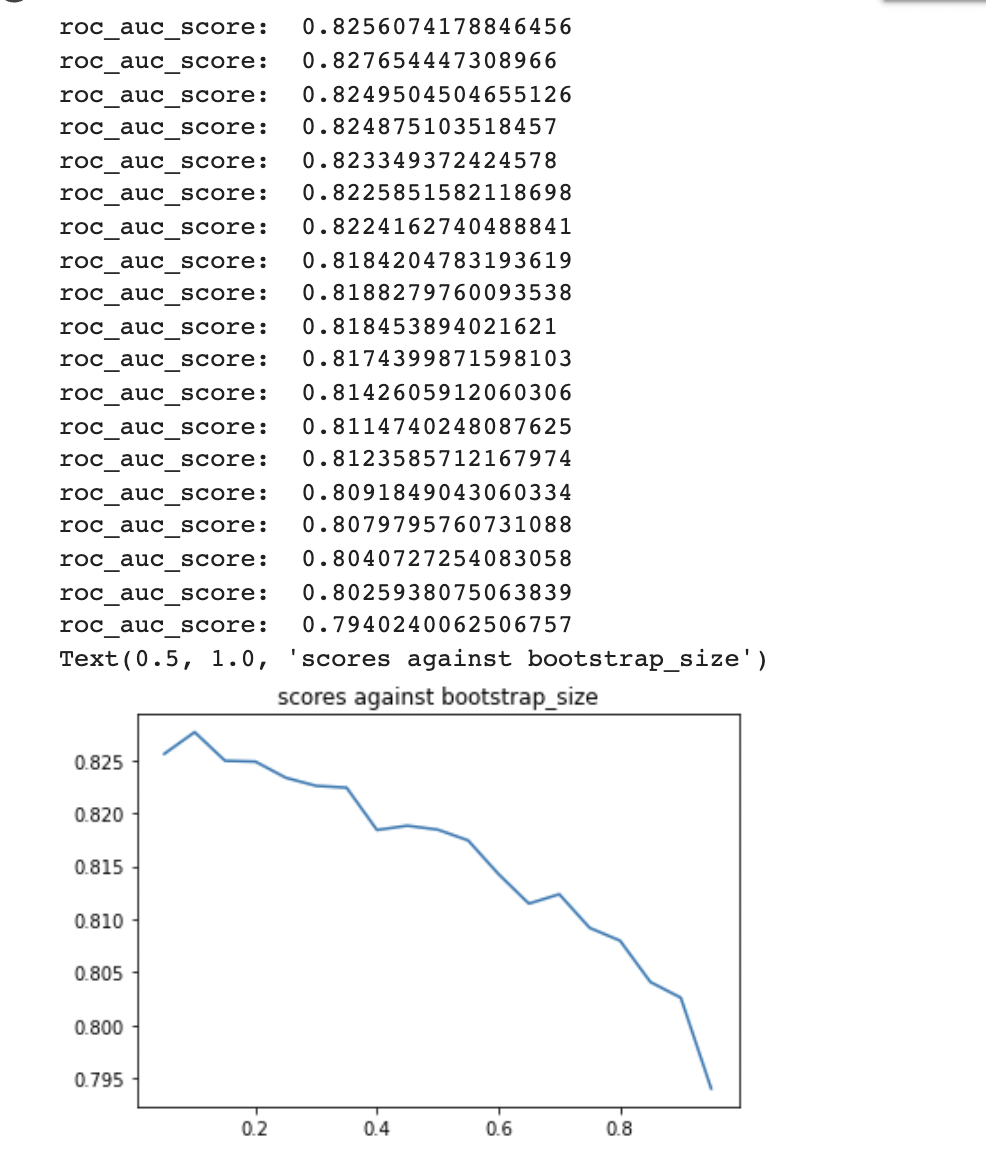 roc_auc_score:  0.8256074178846456
roc_auc_score:  0.827654447308966
roc_auc_score:  0.8249504504655126
roc_auc_score:  0.824875103518457
roc_auc_score:  0.823349372424578
roc_auc_score:  0.8225851582118698
roc_auc_score:  0.8224162740488841
roc_auc_score:  0.8184204783193619
roc_auc_score:  0.8188279760093538
roc_auc_score:  0.818453894021621
roc_auc_score:  0.8174399871598103
roc_auc_score:  0.8142605912060306
roc_auc_score:  0.8114740248087625
roc_auc_score:  0.8123585712167974
roc_auc_score:  0.8091849043060334
roc_auc_score:  0.8079795760731088
roc_auc_score:  0.8040727254083058
roc_auc_score:  0.8025938075063839
roc_auc_score:  0.7940240062506757
Text(0.5, 1.0, 'scores against bootstrap_size')
scores against bootstrap_size
0.825
0.820
0.815
0.810
0.805
0.800
0.795
0.2 0.4 0.6 0.8